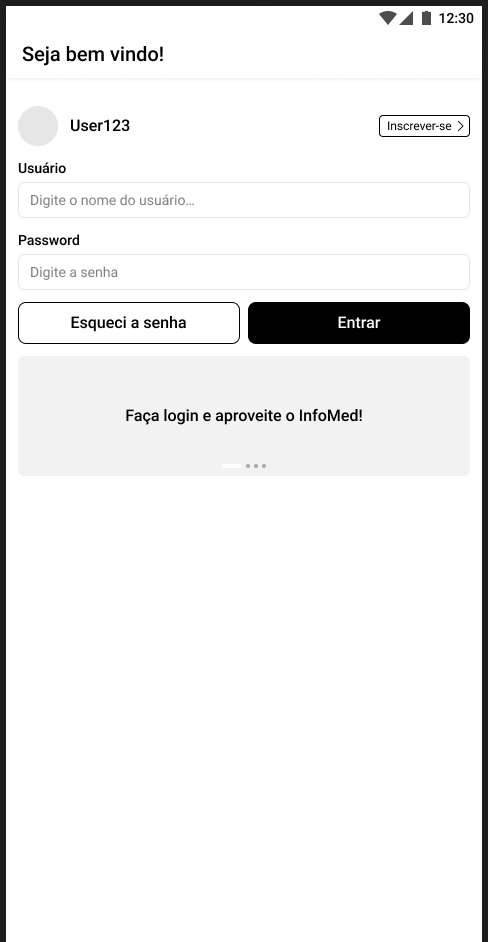 12:30
Seja bem vindo!
User123
Inscrever-se
Usuário
Digite o nome do usuário...
Password
Digite a senha
Esqueci a senha
Entrar
Faça login e aproveite o InfoMed!